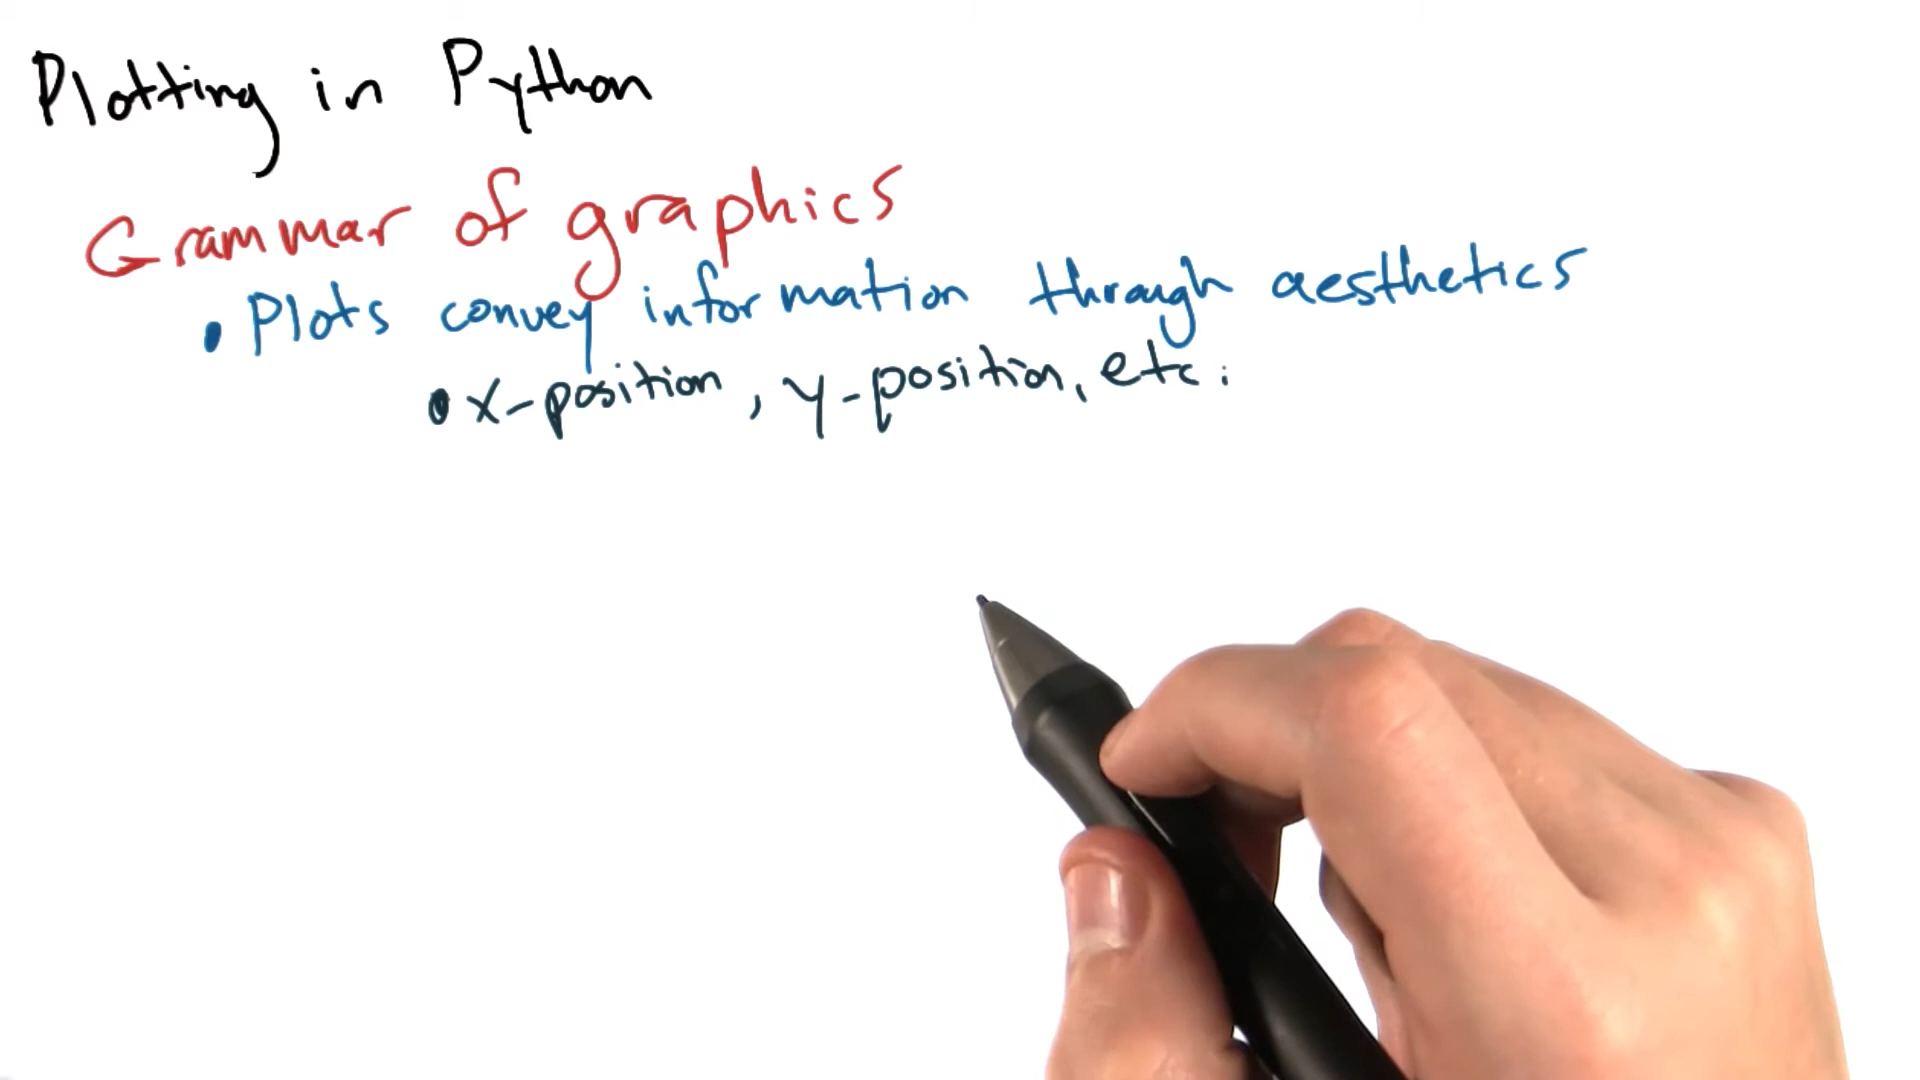 Plotting in Python
Grammar of graphics
• Plots convey information through aesthetics
• x-position, y-position, etc.